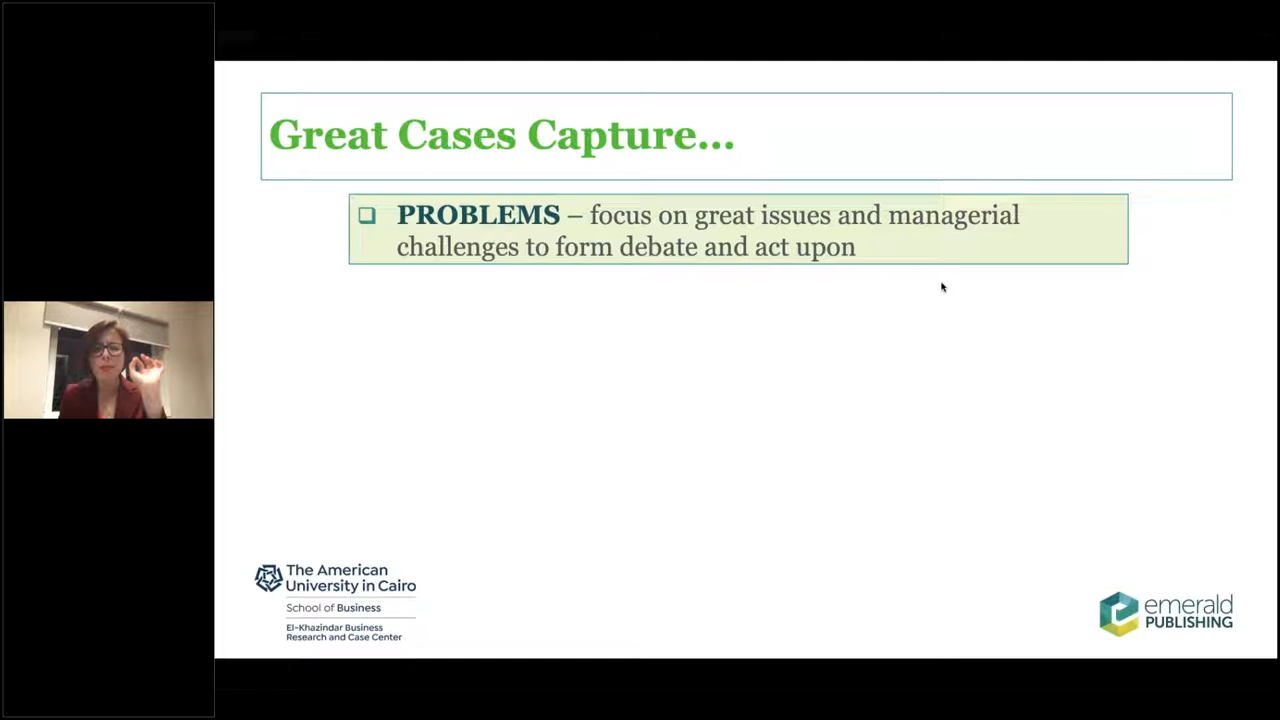 Great Cases Capture...
❑ PROBLEMS – focus on great issues and managerial
challenges to form debate and act upon
The American
University in Cairo
School of Business
El-Khazindar Business
Research and Case Center
emerald
PUBLISHING